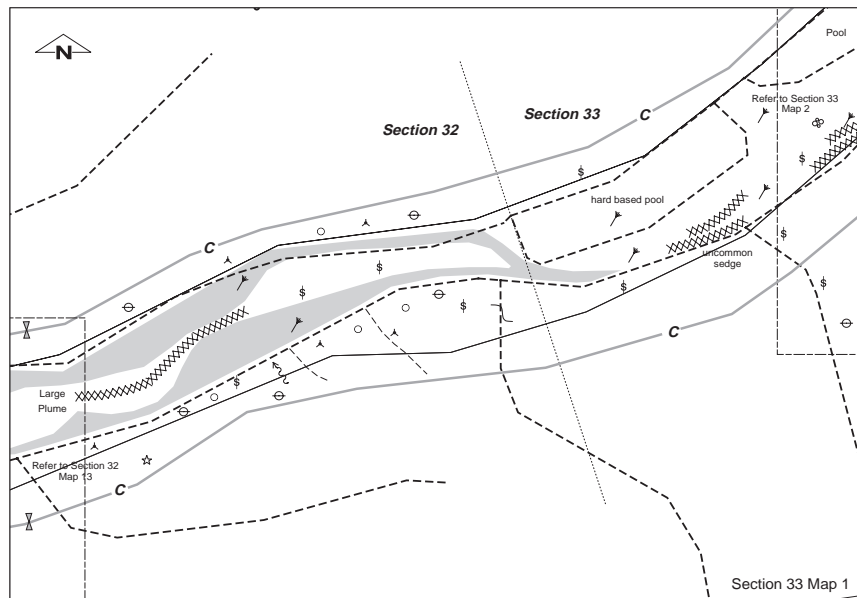 N
Pool
Refer to Section 33
Map 2
Section 32
Section 33
C
hard based pool
uncommon
sedge
C
C
Large
Plume
Refer to Section 32
Map 13
C
Section 33 Map 1